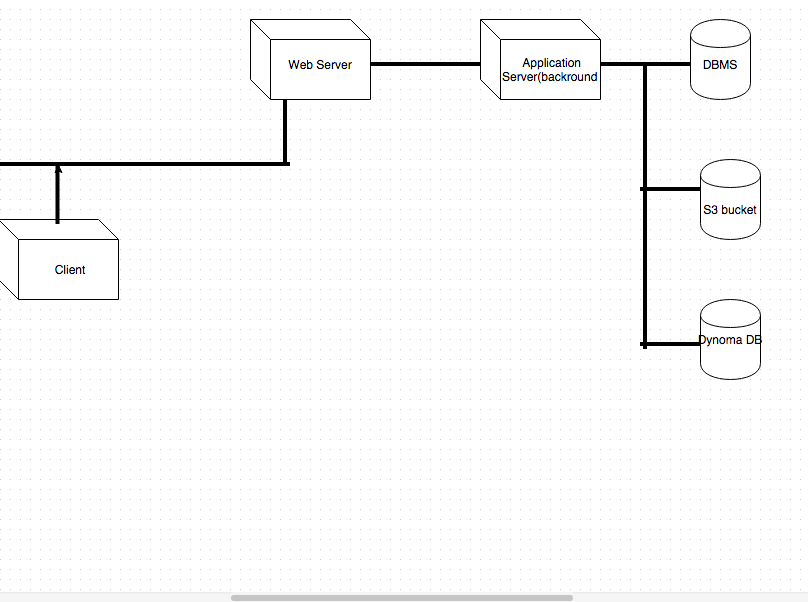 Web Server
Application
Server(backround
DBMS
S3 bucket
Client
Dynoma DB